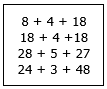 8 + 4 + 18
18 + 4 +18
28 + 5 + 27
24 + 3 + 48